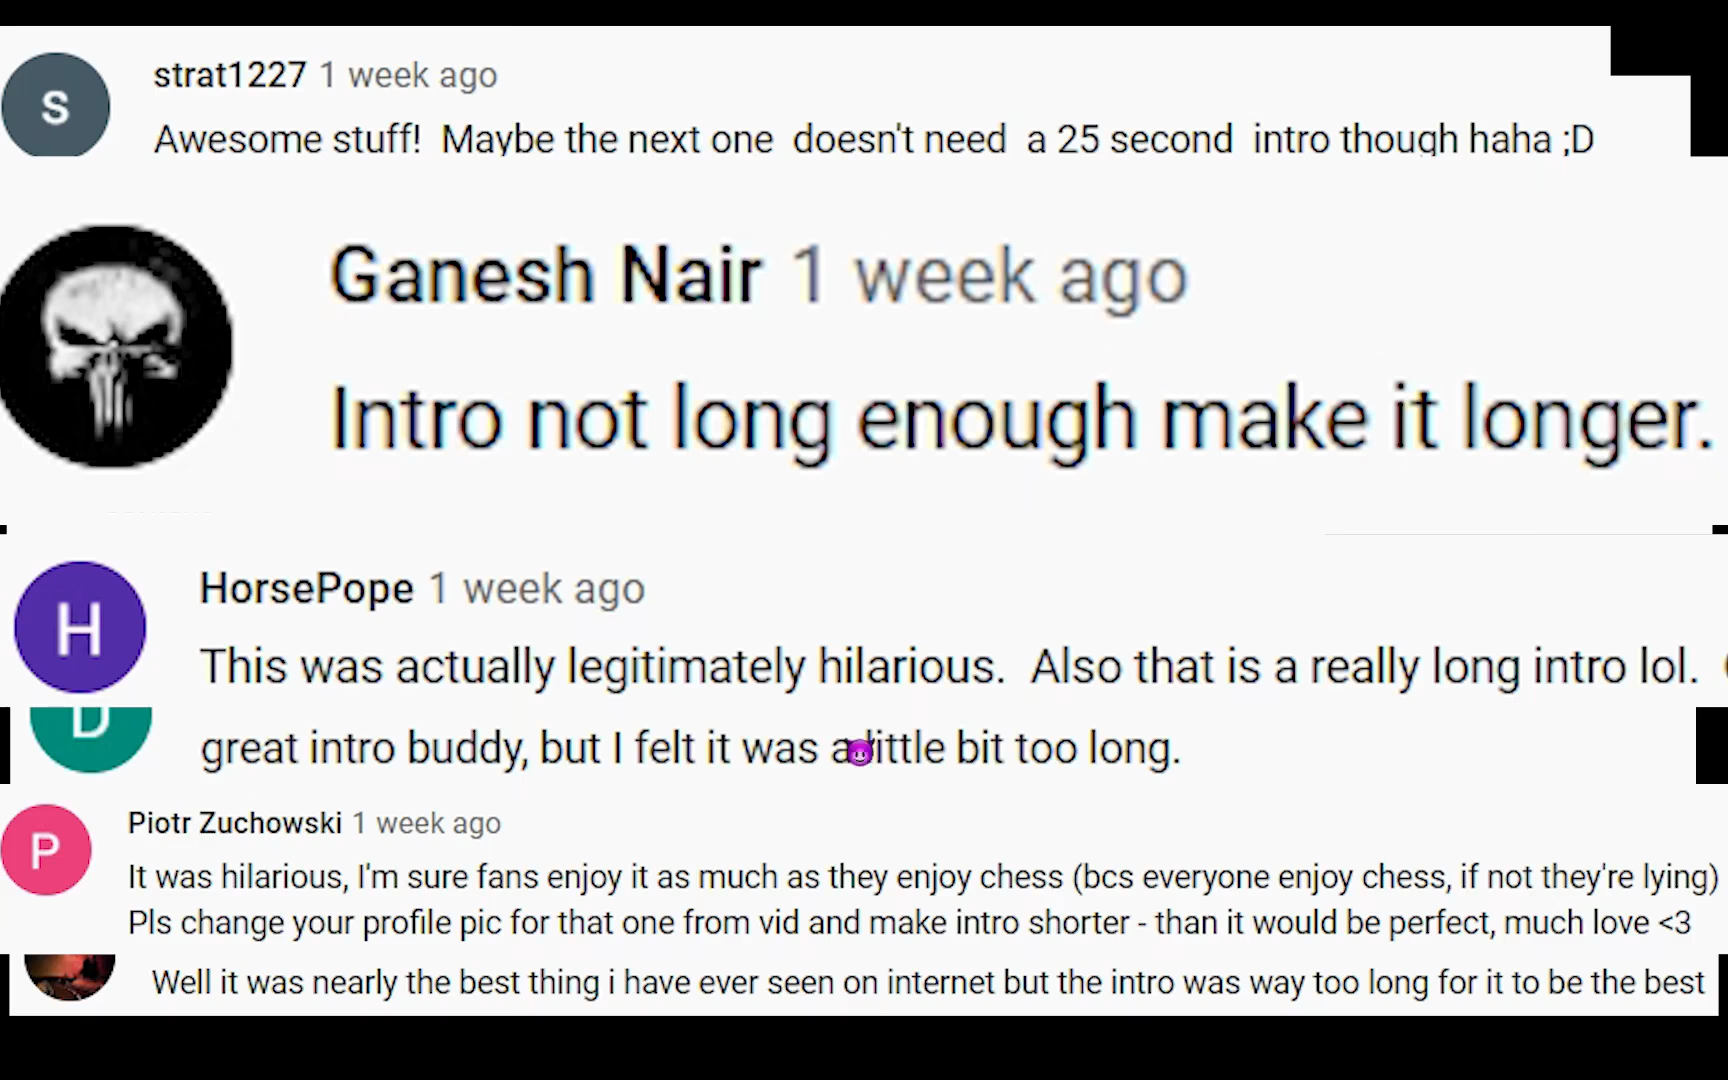 S
strat1227 1 week ago
Awesome stuff! Maybe the next one doesn't need a 25 second intro though haha ;D
Ganesh Nair 1 week ago
Intro not long enough make it longer.
H
HorsePope 1 week ago
This was actually legitimately hilarious. Also that is a really long intro lol.
D
great intro buddy, but I felt it was a little bit too long.
P
Piotr Zuchowski 1 week ago
It was hilarious, I'm sure fans enjoy it as much as they enjoy chess (bcs everyone enjoy chess, if not they're lying)
Pls change your profile pic for that one from vid and make intro shorter - than it would be perfect, much love <3
Well it was nearly the best thing i have ever seen on internet but the intro was way too long for it to be the best